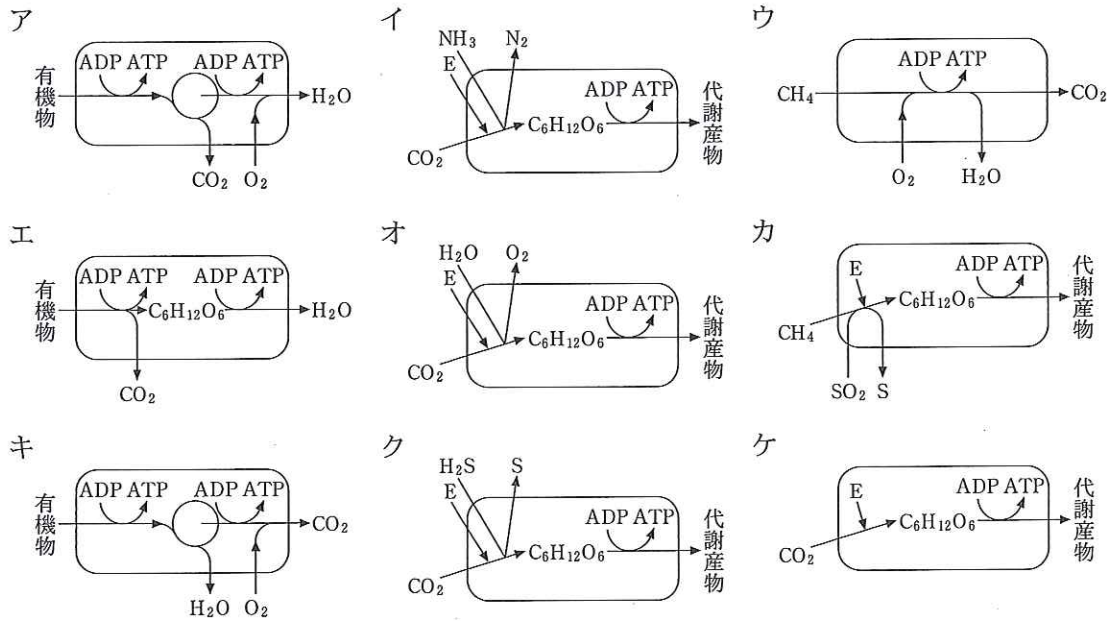 ア
ADP ATP ADP ATP
有機物
H₂O
CO₂ O₂
イ
NH₃ N₂
E
ADP ATP
C₆H₁₂O₆
CO₂
代謝産物
ウ
ADP ATP
CH₄
CO₂
O₂ H₂O
エ
ADP ATP ADP ATP
有機物
C₆H₁₂O₆
H₂O
CO₂
オ
H₂O O₂
E
ADP ATP
C₆H₁₂O₆
CO₂
代謝産物
カ
E
ADP ATP
C₆H₁₂O₆
CH₄
SO₂ S
代謝産物
キ
ADP ATP ADP ATP
有機物
CO₂
H₂O O₂
ク
H₂S S
E
ADP ATP
C₆H₁₂O₆
CO₂
代謝産物
ケ
E
ADP ATP
C₆H₁₂O₆
CO₂
代謝産物